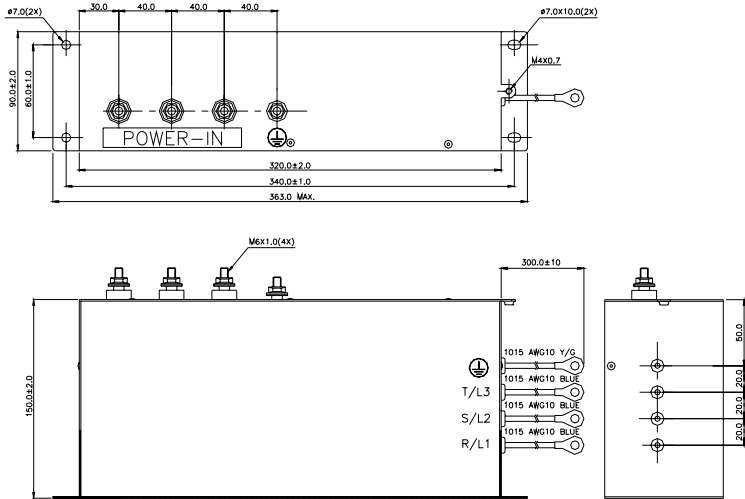 ø7.0(2X)
30.0
40.0
40.0
40.0
ø7.0X10.0(2X)
M4X0.7
90.0±2.0
60.0±1.0
POWER-IN
320.0±2.0
340.0±1.0
363.0 MAX.
M6X1.0(4X)
300.0±10
150.0±2.0
1015 AWG10 Y/G
T/L3
1015 AWG10 BLUE
S/L2
1015 AWG10 BLUE
R/L1
1015 AWG10 BLUE
50.0
20.0
20.0
20.0